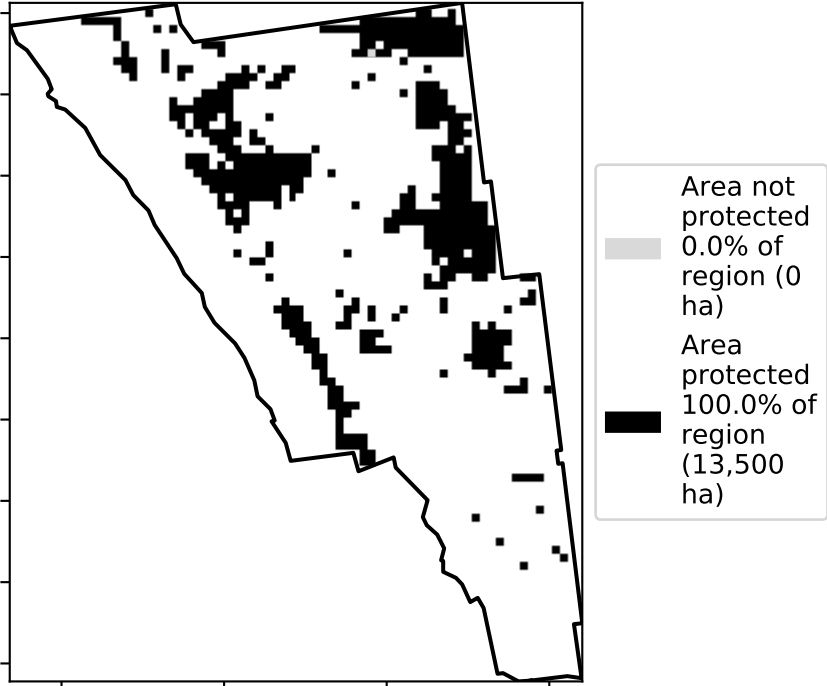 Area not
protected
0.0% of
region (0
ha)
Area
protected
100.0% of
region
(13,500
ha)